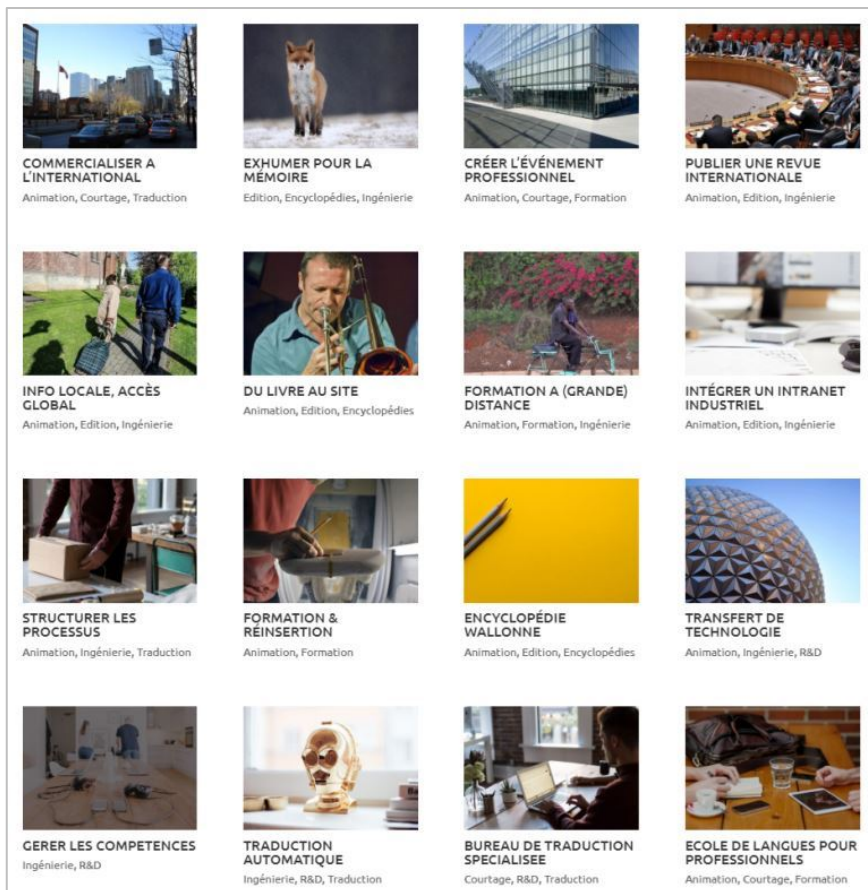 COMMERCIALISER A
L'INTERNATIONAL
Animation, Courtage, Traduction
EXHUMER POUR LA
MÉMOIRE
Edition, Encyclopédies, Ingénierie
CRÉER L'ÉVÉNEMENT
PROFESSIONNEL
Animation, Courtage, Formation
PUBLIER UNE REVUE
INTERNATIONALE
Animation, Edition, Ingénierie
INFO LOCALE, ACCÈS
GLOBAL
Animation, Edition, Ingénierie
DU LIVRE AU SITE
Animation, Edition, Encyclopédies
FORMATION A (GRANDE)
DISTANCE
Animation, Formation, Ingénierie
INTÉGRER UN INTRANET
INDUSTRIEL
Animation, Edition, Ingénierie
STRUCTURER LES
PROCESSUS
Animation, Ingénierie, Traduction
FORMATION &
RÉINSERTION
Animation, Formation
ENCYCLOPÉDIE
WALLONNE
Animation, Edition, Encyclopédies
TRANSFERT DE
TECHNOLOGIE
Animation, Ingénierie, R&D
GERER LES COMPETENCES
Ingénierie, R&D
TRADUCTION
AUTOMATIQUE
Ingénierie, R&D, Traduction
BUREAU DE TRADUCTION
SPECIALISEE
Courtage, R&D, Traduction
ECOLE DE LANGUES POUR
PROFESSIONNELS
Animation, Courtage, Formation